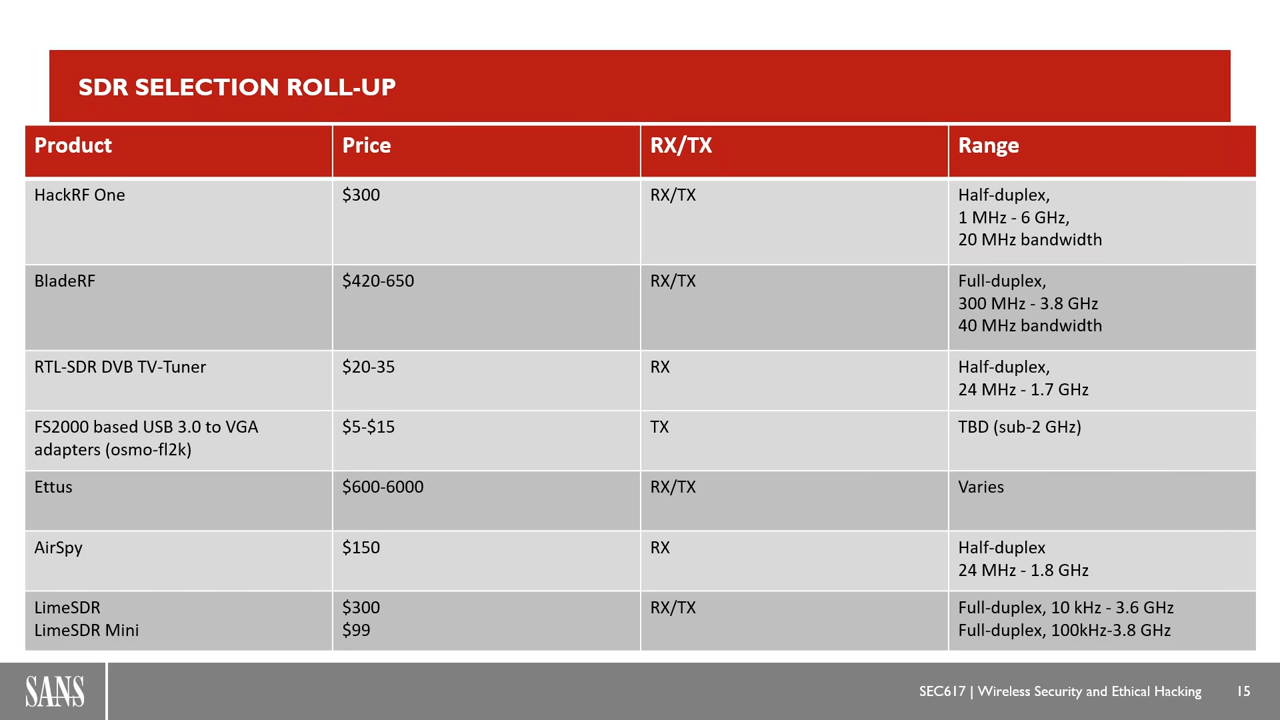 SDR SELECTION ROLL-UP
Product Price RX/TX Range
HackRF One $300 RX/TX Half-duplex,
1 MHz - 6 GHz,
20 MHz bandwidth
BladeRF $420-650 RX/TX Full-duplex,
300 MHz - 3.8 GHz
40 MHz bandwidth
RTL-SDR DVB TV-Tuner $20-35 RX Half-duplex,
24 MHz - 1.7 GHz
FS2000 based USB 3.0 to VGA $5-$15 TX TBD (sub-2 GHz)
adapters (osmo-fl2k)
Ettus $600-6000 RX/TX Varies
AirSpy $150 RX Half-duplex
24 MHz - 1.8 GHz
LimeSDR $300 RX/TX Full-duplex, 10 kHz - 3.6 GHz
LimeSDR Mini $99 Full-duplex, 100kHz-3.8 GHz
SANS SEC617 | Wireless Security and Ethical Hacking 15